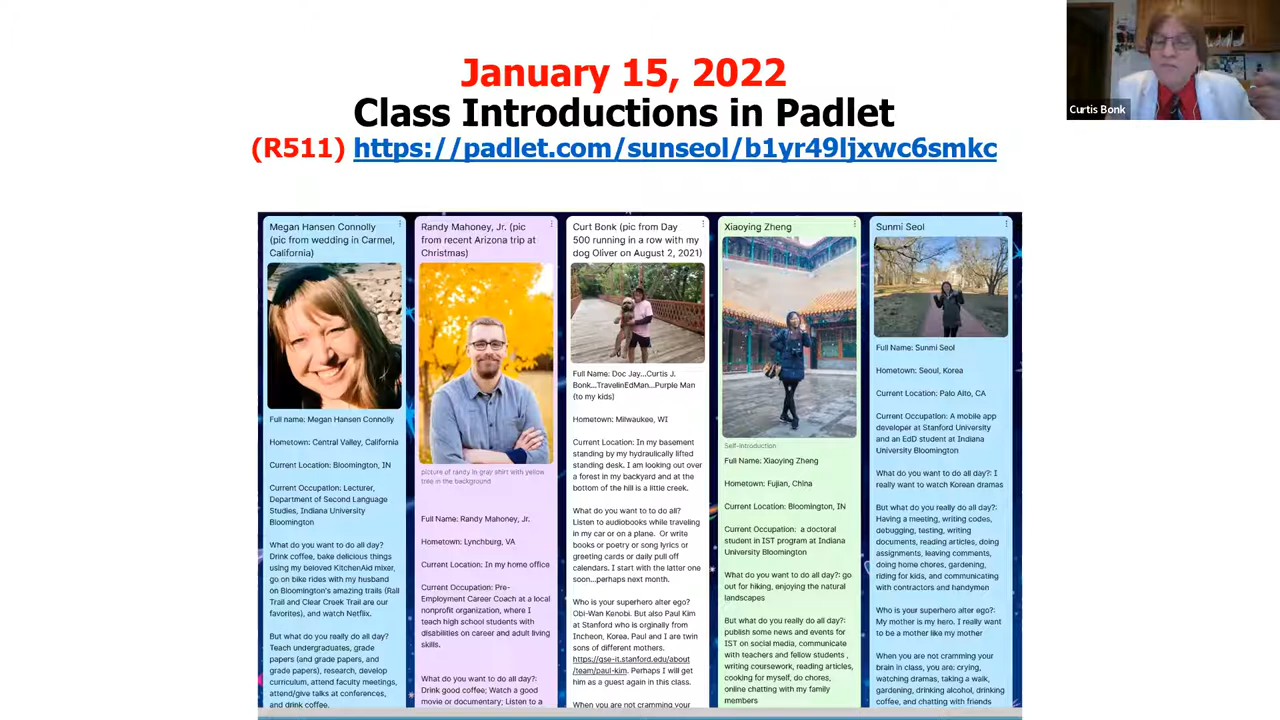 January 15, 2022
Class Introductions in Padlet
(R511) https://padlet.com/sunseol/b1yr49ljxwc6smkc
Curtis Bonk
Megan Hansen Connolly
(pic from wedding in Carmel,
California)
Full name: Megan Hansen Connolly
Hometown: Central Valley, California
Current Location: Bloomington, IN
Current Occupation: Lecturer,
Department of Second Language
Studies, Indiana University
Bloomington
What do you want to do all day?
Drink coffee, bake delicious things
using my beloved KitchenAid mixer,
go on bike rides with my husband
on Bloomington's amazing trails (Rail
Trail and Clear Creek Trail are our
favorites), and watch Netflix.
But what do you really do all day?
Teach undergraduates, grade
papers (and grade papers, and
grade papers), research, develop
curriculum, attend faculty meetings,
attend/give talks at conferences,
and drink coffee.
Randy Mahoney, Jr. (pic
from recent Arizona trip at
Christmas)
picture of randy in gray shirt with yellow
tree in the background
Full Name: Randy Mahoney, Jr.
Hometown: Lynchburg, VA
Current Location: In my home office
Current Occupation: Pre-
Employment Career Coach at a local
nonprofit organization, where I
teach high school students with
disabilities on career and adult living
skills.
What do you want to do all day?:
Drink good coffee; Watch a good
movie or documentary; Listen to a
Curt Bonk (pic from Day
500 running in a row with my
dog Oliver on August 2, 2021)
Full Name: Doc Jay...Curtis J.
Bonk...TravelinEdMan...Purple Man
(to my kids)
Hometown: Milwaukee, WI
Current Location: In my basement
standing by my hydraulically lifted
standing desk. I am looking out over
a forest in my backyard and at the
bottom of the hill is a little creek.
What do you want to to do all?
Listen to audiobooks while traveling
in my car or on a plane. Or write
books or poetry or song lyrics or
greeting cards or daily pull off
calendars. I start with the latter one
soon...perhaps next month.
Who is your superhero alter ego?
Obi-Wan Kenobi. But also Paul Kim
at Stanford who is orginally from
Incheon, Korea. Paul and I are twin
sons of different mothers.
https://gse-it.stanford.edu/about
/team/paul-kim. Perhaps I will get
him as a guest again in this class.
When you are not cramming your
Xiaoying Zheng
Self-introduction
Full Name: Xiaoying Zheng
Hometown: Fujian, China
Current Location: Bloomington, IN
Current Occupation: a doctoral
student in IST program at Indiana
University Bloomington
What do you want to do all day?: go
out for hiking, enjoying the natural
landscapes
But what do you really do all day?:
publish some news and events for
IST on social media, communicate
with teachers and fellow students ,
writing coursework, reading articles,
cooking for myself, do chores,
online chatting with my family
members
Sunmi Seol
Full Name: Sunmi Seol
Hometown: Seoul, Korea
Current Location: Palo Alto, CA
Current Occupation: A mobile app
developer at Stanford University
and an EdD student at Indiana
University Bloomington
What do you want to do all day?: I
really want to watch Korean dramas
But what do you really do all day?:
Having a meeting, writing codes,
debugging, testing, writing
documents, reading articles, doing
assignments, leaving comments,
doing home chores, gardening,
riding for kids, and communicating
with contractors and handymen
Who is your superhero alter ego?:
My mother is my hero. I really want
to be a mother like my mother
When you are not cramming your
brain in class, you are: crying,
watching dramas, taking a walk,
gardening, drinking alcohol, drinking
coffee, and chatting with friends